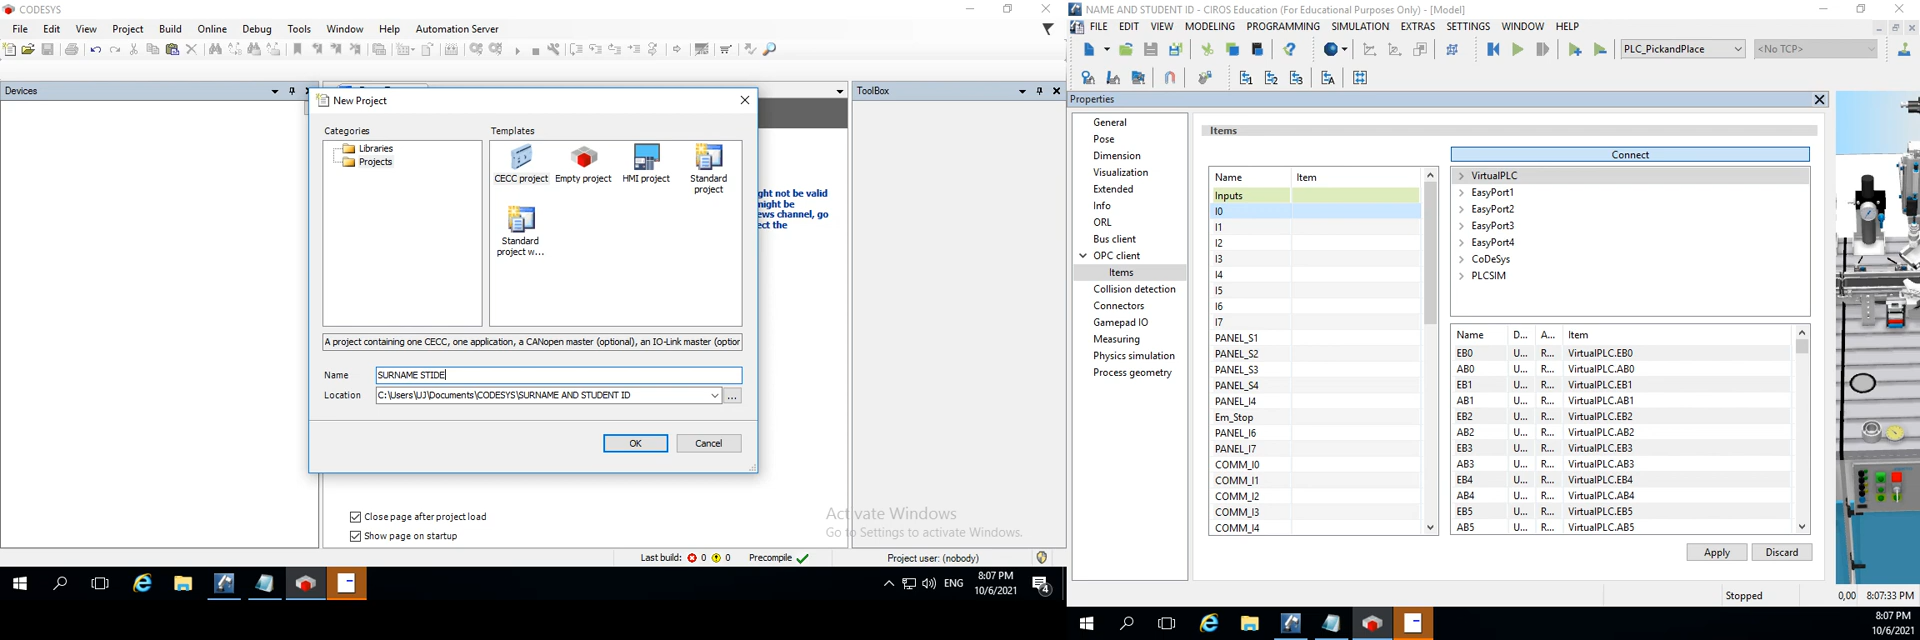 CODESYS
File Edit View Project Build Online Debug Tools Window Help Automation Server
Devices
New Project
Categories
Libraries
Projects
Templates
CECC project
Empty project
HMI project
Standard project
Standard project w...
A project containing one CECC, one application, a CANopen master (optional), an IO-Link master (option
Name SURNAME STIDE
Location C:\Users\UJ\Documents\CODESYS\SURNAME AND STUDENT ID ...
OK Cancel
ght not be valid
might be
ews channel, go
ect the
Close page after project load
Show page on startup
ToolBox
Activate Windows
Go to Settings to activate Windows.
Last build: 0 0 Precompile Project user: (nobody)
ENG 8:07 PM
10/6/2021
4
NAME AND STUDENT ID - CIROS Education (For Educational Purposes Only) - [Model]
FILE EDIT VIEW MODELING PROGRAMMING SIMULATION EXTRAS SETTINGS WINDOW HELP
PLC_PickandPlace <No TCP>
Properties
General
Pose
Dimension
Visualization
Extended
Info
ORL
Bus client
OPC client
Items
Collision detection
Connectors
Gamepad IO
Measuring
Physics simulation
Process geometry
Items
Name Item
Inputs
I0
I1
I2
I3
I4
I5
I6
I7
PANEL_S1
PANEL_S2
PANEL_S3
PANEL_S4
PANEL_I4
Em_Stop
PANEL_I6
PANEL_I7
COMM_I0
COMM_I1
COMM_I2
COMM_I3
COMM_I4
Connect
VirtualPLC
EasyPort1
EasyPort2
EasyPort3
EasyPort4
CoDeSys
PLCSIM
Name D... A... Item
EB0 U... R... VirtualPLC.EB0
AB0 U... R... VirtualPLC.AB0
EB1 U... R... VirtualPLC.EB1
AB1 U... R... VirtualPLC.AB1
EB2 U... R... VirtualPLC.EB2
AB2 U... R... VirtualPLC.AB2
EB3 U... R... VirtualPLC.EB3
AB3 U... R... VirtualPLC.AB3
EB4 U... R... VirtualPLC.EB4
AB4 U... R... VirtualPLC.AB4
EB5 U... R... VirtualPLC.EB5
AB5 U... R... VirtualPLC.AB5
Apply Discard
Stopped 0,00 8:07:33 PM
8:07 PM
10/6/2021